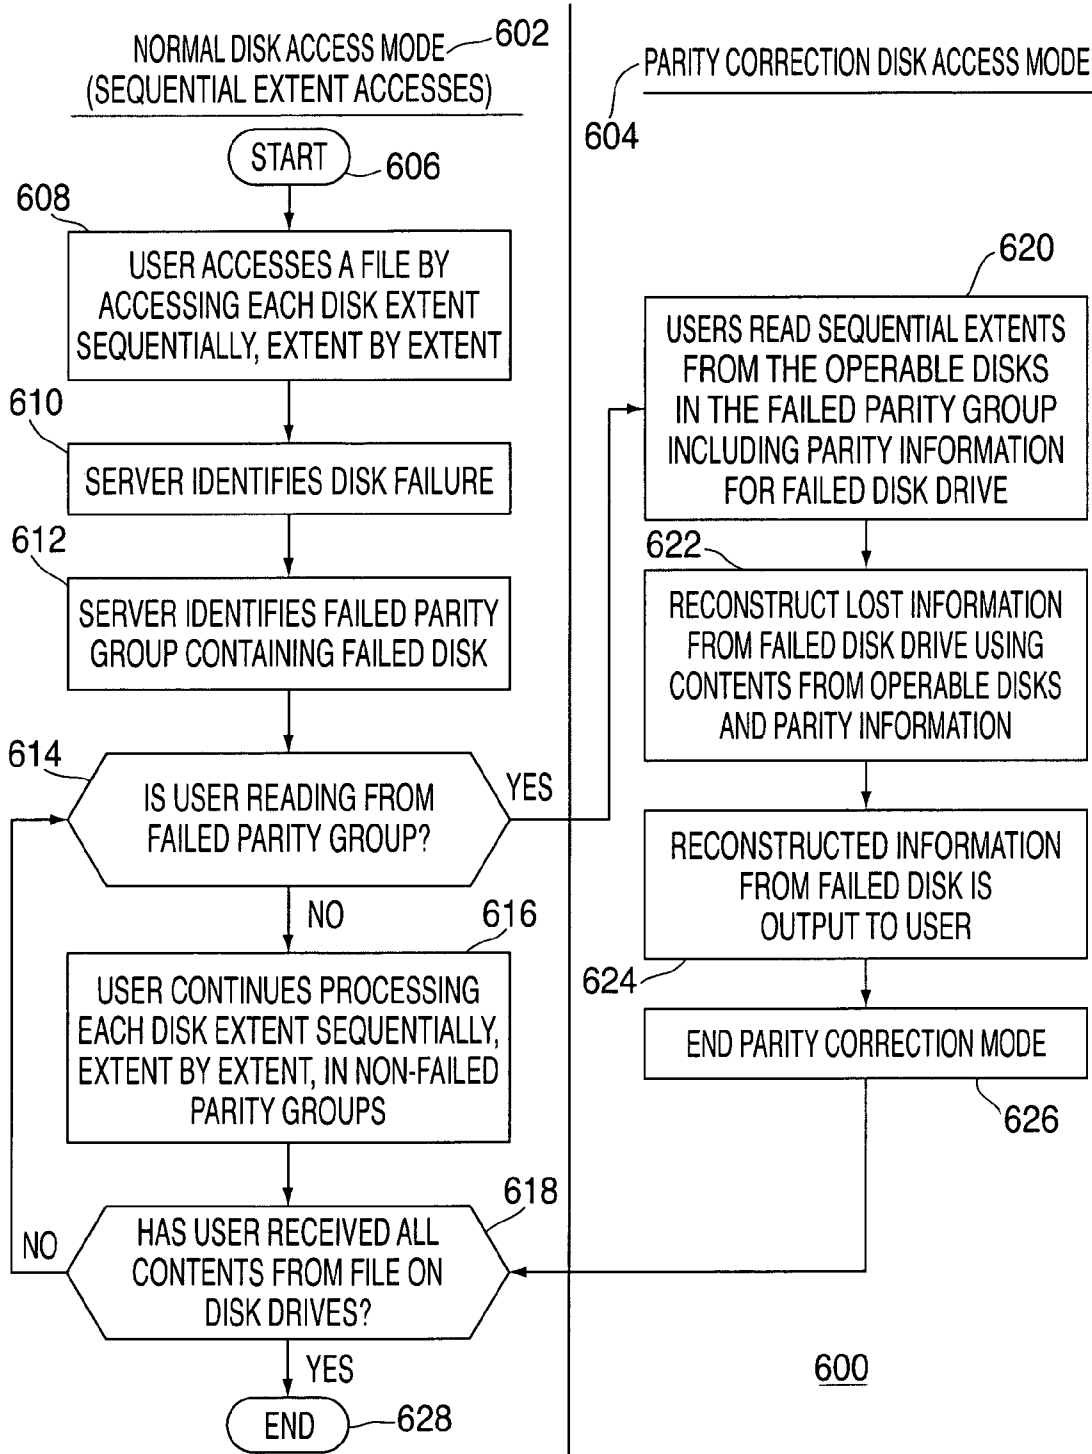 NORMAL DISK ACCESS MODE 602
(SEQUENTIAL EXTENT ACCESSES)
START
606
608
USER ACCESSES A FILE BY
ACCESSING EACH DISK EXTENT
SEQUENTIALLY, EXTENT BY EXTENT
610
SERVER IDENTIFIES DISK FAILURE
612
SERVER IDENTIFIES FAILED PARITY
GROUP CONTAINING FAILED DISK
614
IS USER READING FROM
FAILED PARITY GROUP?
YES
NO
616
USER CONTINUES PROCESSING
EACH DISK EXTENT SEQUENTIALLY,
EXTENT BY EXTENT, IN NON-FAILED
PARITY GROUPS
618
HAS USER RECEIVED ALL
CONTENTS FROM FILE ON
DISK DRIVES?
NO
YES
END
628
PARITY CORRECTION DISK ACCESS MODE
604
620
USERS READ SEQUENTIAL EXTENTS
FROM THE OPERABLE DISKS
IN THE FAILED PARITY GROUP
INCLUDING PARITY INFORMATION
FOR FAILED DISK DRIVE
622
RECONSTRUCT LOST INFORMATION
FROM FAILED DISK DRIVE USING
CONTENTS FROM OPERABLE DISKS
AND PARITY INFORMATION
RECONSTRUCTED INFORMATION
FROM FAILED DISK IS
OUTPUT TO USER
624
END PARITY CORRECTION MODE
626
600